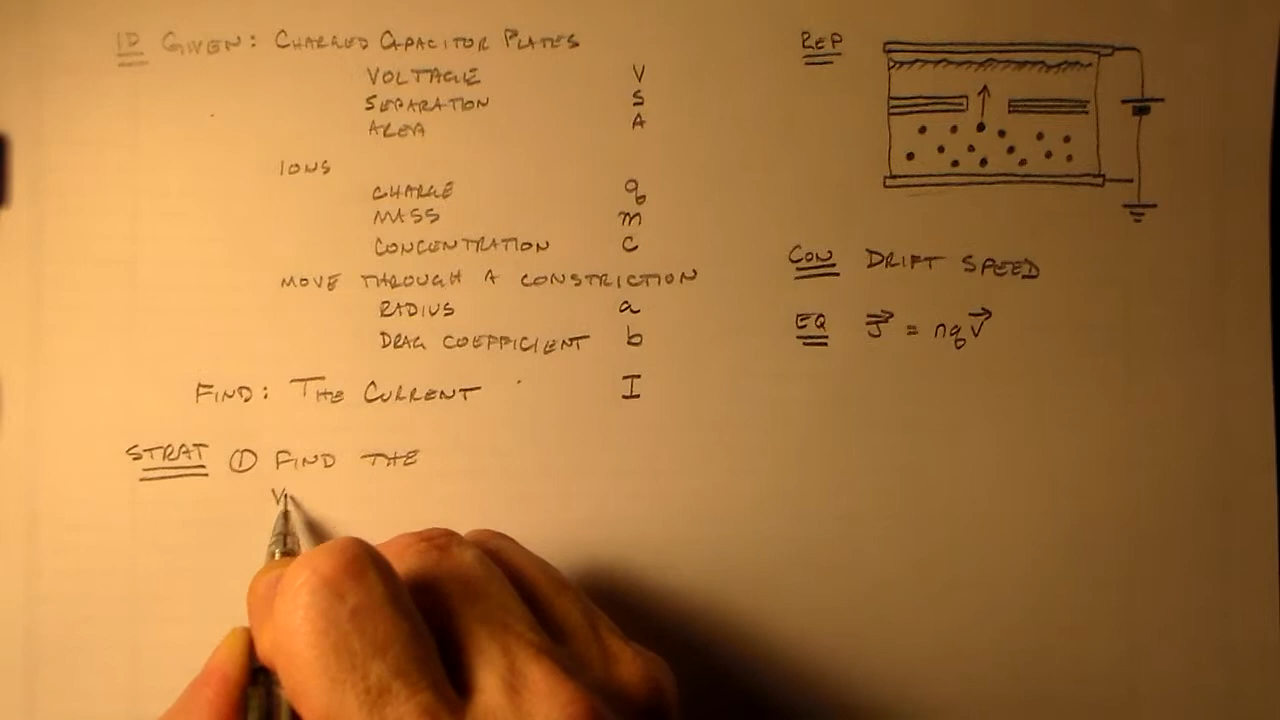 ID GIVEN: CHARGED CAPACITOR PLATES
VOLTAGE V
SEPARATION S
AREA A
IONS
CHARGE q
MASS m
CONCENTRATION C
MOVE THROUGH A CONSTRICTION
RADIUS a
DRAG COEFFICIENT b
FIND: THE CURRENT I
STRAT ① FIND THE
V
REP
CON DRIFT SPEED
EQ J⃗ = nqv⃗